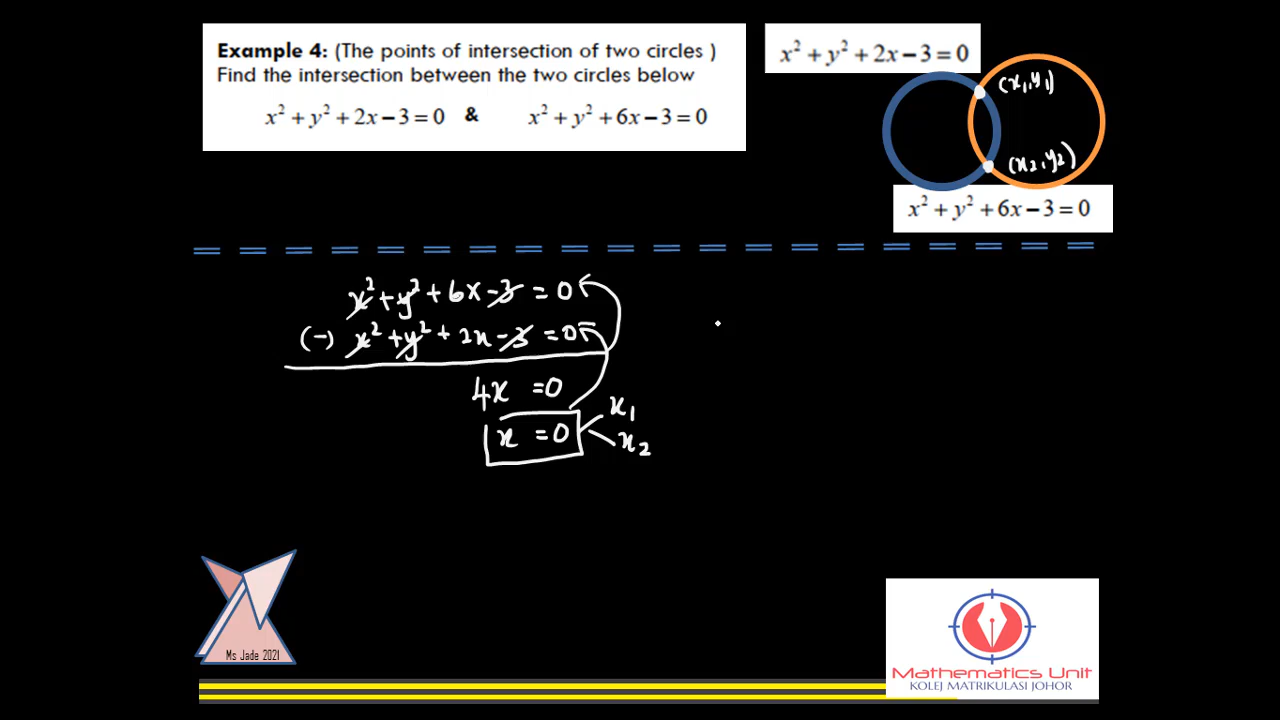 Example 4: (The points of intersection of two circles )
Find the intersection between the two circles below
x² + y² + 2x − 3 = 0 & x² + y² + 6x − 3 = 0
x² + y² + 2x − 3 = 0
(x₁, y₁)
(x₂, y₂)
x² + y² + 6x − 3 = 0
x² + y² + 6x − 3 = 0
(−) x² + y² + 2x − 3 = 0
4x = 0
x = 0
x₁
x₂
Ms Jade 2021
Mathematics Unit
KOLEJ MATRIKULASI JOHOR